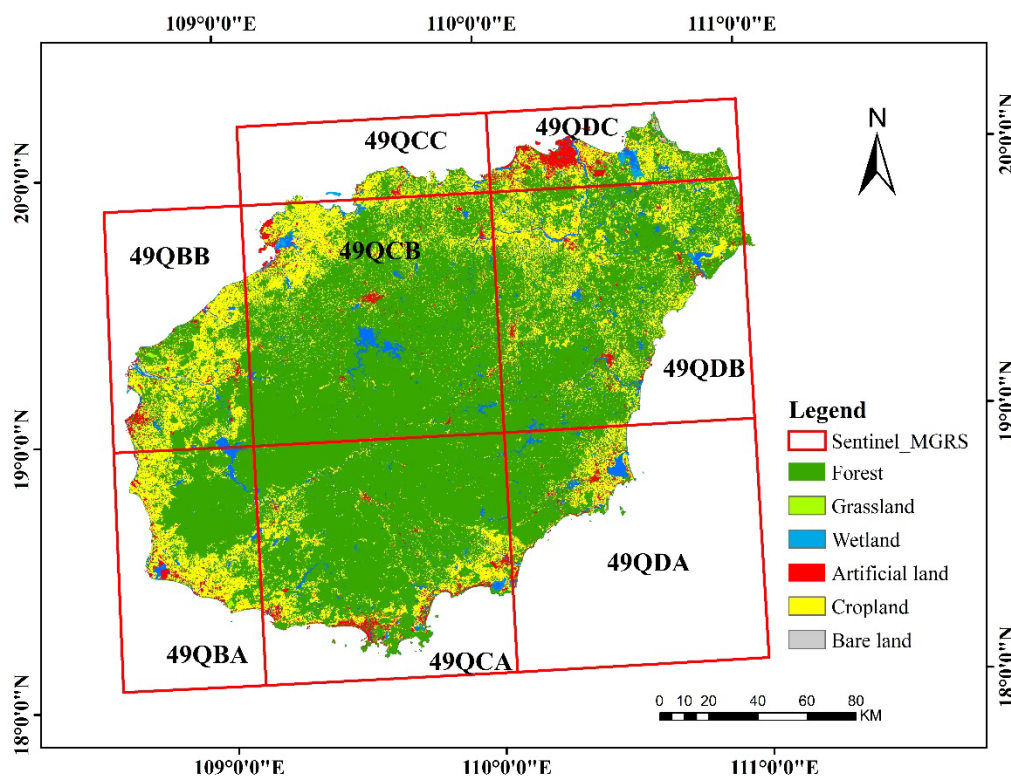 109°0'0"E 110°0'0"E 111°0'0"E
N
49QCC
49QDC
20°0'0"N
20°0'0"N
49QBB
49QCB
49QDB
19°0'0"N
19°0'0"N
Legend
Sentinel_MGRS
Forest
Grassland
Wetland
Artificial land
Cropland
Bare land
49QDA
49QBA
49QCA
18°0'0"N
18°0'0"N
0 10 20 40 60 80
KM
109°0'0"E 110°0'0"E 111°0'0"E